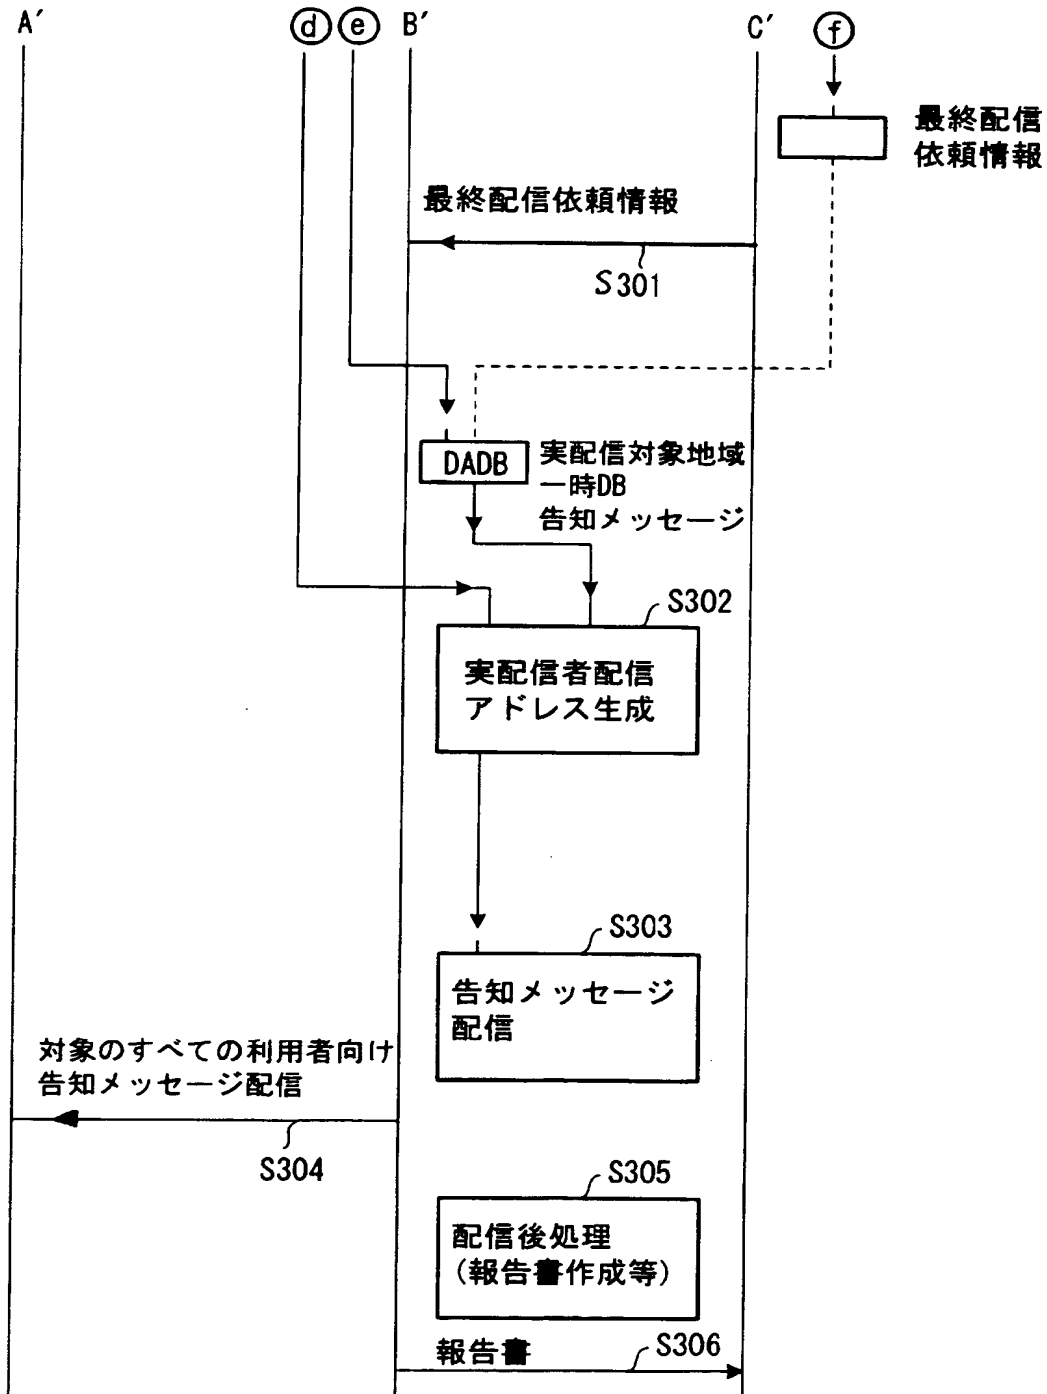 A′
ⓓ
ⓔ
B′
C′
ⓕ
最終配信
依頼情報
最終配信依頼情報
S301
DADB
実配信対象地域
一時DB
告知メッセージ
S302
実配信者配信
アドレス生成
S303
告知メッセージ
配信
対象のすべての利用者向け
告知メッセージ配信
S304
S305
配信後処理
(報告書作成等)
報告書
S306